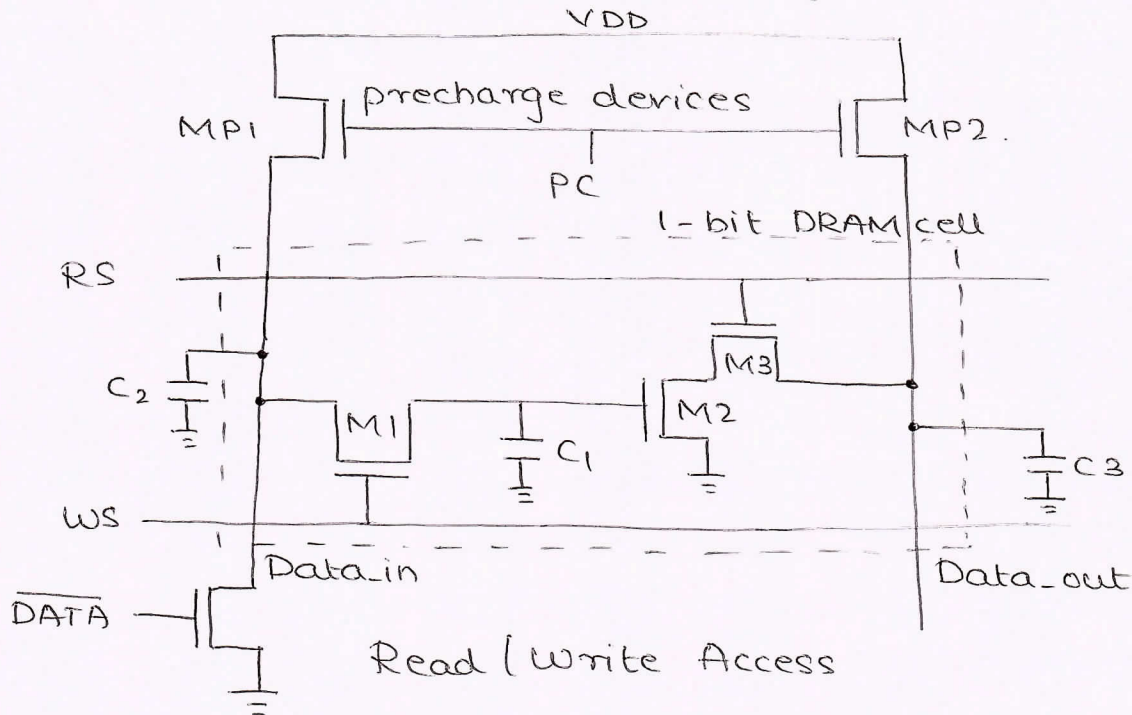 VDD
precharge devices
MP1
MP2.
PC
1-bit DRAM cell
RS
M3
C2
M1
M2
C1
C3
WS
Data_in
Data_out
DATA
Read / Write Access